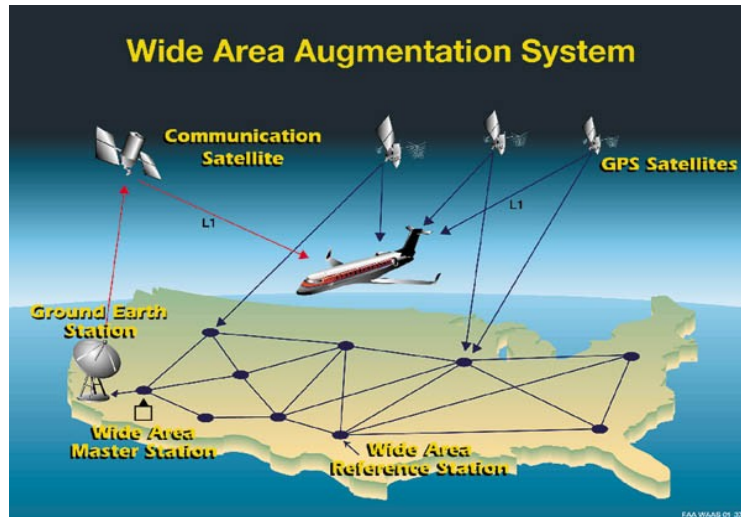 Wide Area Augmentation System
Communication
Satellite
GPS Satellites
L1
L1
Ground Earth
Station
Wide Area
Master Station
Wide Area
Reference Station